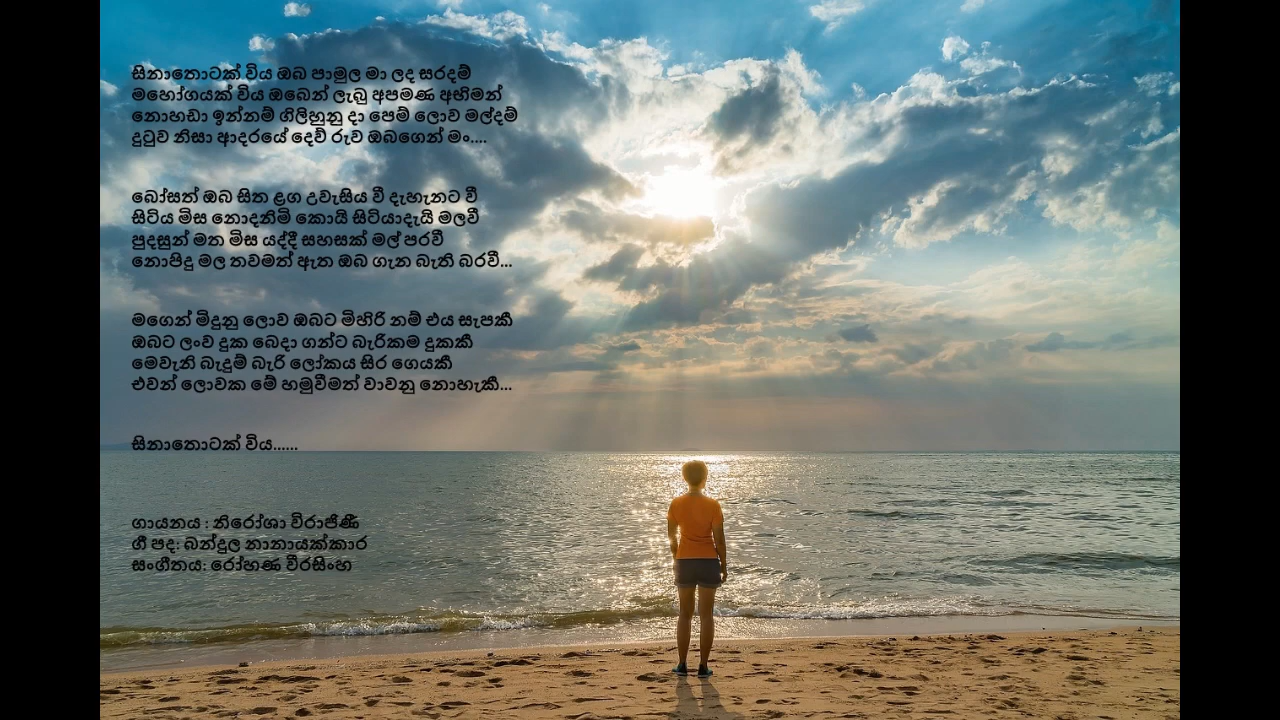 සිනාතොටක් විය ඔබ පාමුල මා ලද සරදම්
මහෝගයක් විය ඔබෙන් ලැබු අපමණ අභිමන්
නොහඩා ඉන්නම් ගිලිහුනු දා පෙම් ලොව මල්දම්
දුටුව නිසා ආදරයේ දෙව් රුව ඔබගෙන් මං....
බෝසත් ඔබ සිත ළග උවැසිය වී දැහැනට වී
සිටිය මිස නොදනිමි කොයි සිටියාදැයි මලවී
පුදසුන් මත මිස යද්දී සහසක් මල් පරවී
නොපිදු මල තවමත් ඇත ඔබ ගැන බැති බරවී...
මගෙන් මිදුනු ලොව ඔබට මිහිරි නම් එය සැපකී
ඔබට ලංව දුක බෙදා ගන්ට බැරිකම දුකකී
මෙවැනි බැදුම් බැරි ලෝකය සිර ගෙයකී
එවන් ලොවක මේ හමුවීමත් වාවනු නොහැකී...
සිනාතොටක් විය......
ගායනය : නිරෝශා විරාජිණී
ගී පද: බන්දුල නානායක්කාර
සංගීතය: රෝහණ වීරසිංහ